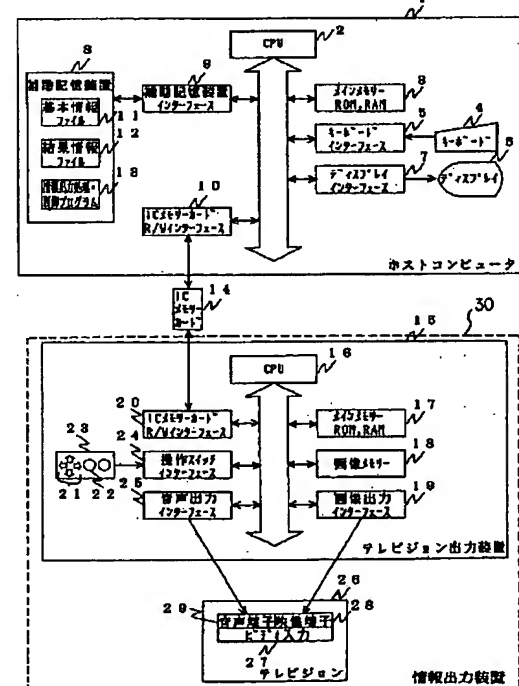 1
CPU
2
8
補助記憶装置
9
補助記憶装置
インターフェース
メインメモリー
ROM,RAM
3
基本情報
ファイル
11
キーボード
インターフェース
5
4
キーボード
結果情報
ファイル
12
ディスプレイ
インターフェース
7
6
ディスプレイ
13
制御プログラム
10
ICメモリーカード
R/Wインターフェース
ホストコンピュータ
IC
メモリー
カード
14
30
15
CPU
16
20
ICメモリーカード
R/Wインターフェース
メインメモリー
ROM,RAM
17
23
24
操作スイッチ
インターフェース
画像メモリー
18
21
22
25
音声出力
インターフェース
画像出力
インターフェース
19
テレビジョン出力装置
26
29
音声端子
映像端子
28
ビデオ入力
27
テレビジョン
情報出力装置